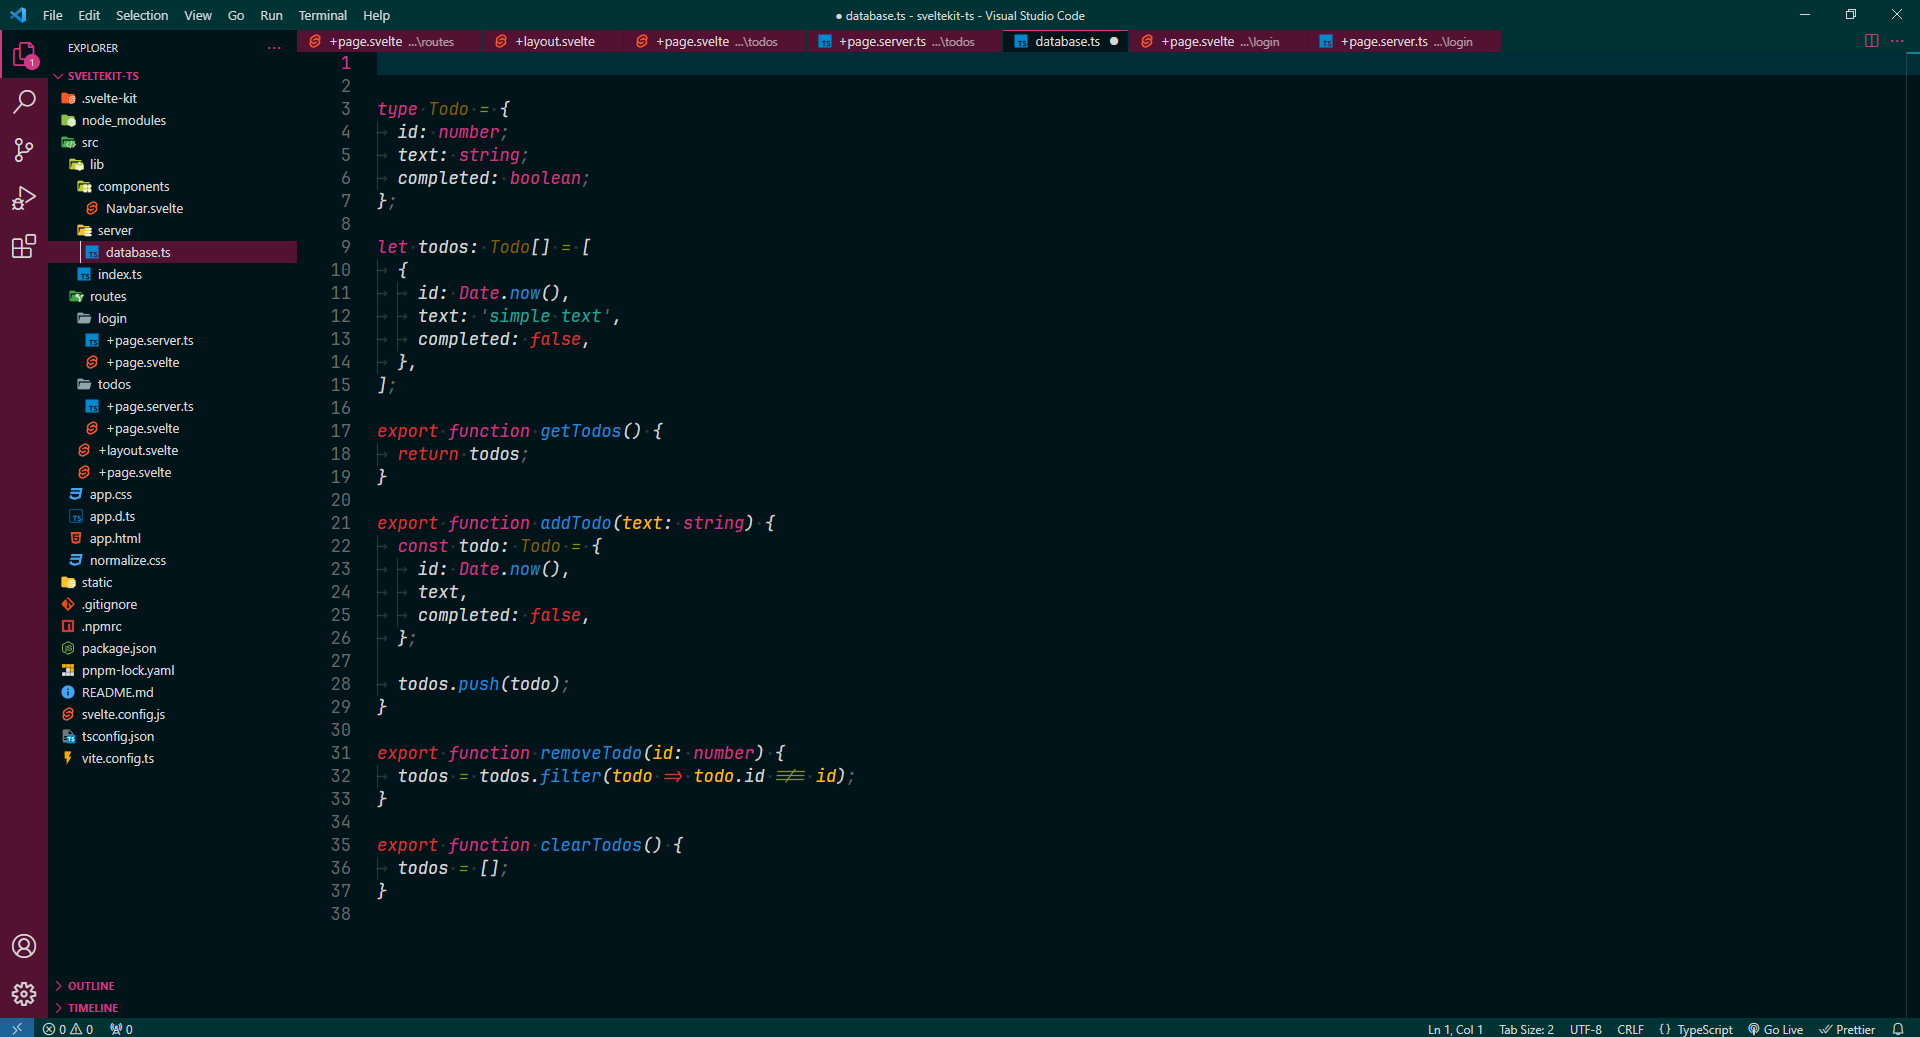 File Edit Selection View Go Run Terminal Help
● database.ts - sveltekit-ts - Visual Studio Code
1
EXPLORER
SVELTEKIT-TS
.svelte-kit
node_modules
src
lib
components
Navbar.svelte
server
database.ts
index.ts
routes
login
+page.server.ts
+page.svelte
todos
+page.server.ts
+page.svelte
+layout.svelte
+page.svelte
app.css
app.d.ts
app.html
normalize.css
static
.gitignore
.npmrc
package.json
pnpm-lock.yaml
README.md
svelte.config.js
tsconfig.json
vite.config.ts
OUTLINE
TIMELINE
+page.svelte ...\routes +layout.svelte +page.svelte ...\todos +page.server.ts ...\todos database.ts ● +page.svelte ...\login +page.server.ts ...\login
1
2
3 type Todo = {
4 id: number;
5 text: string;
6 completed: boolean;
7 };
8
9 let todos: Todo[] = [
10 {
11 id: Date.now(),
12 text: 'simple text',
13 completed: false,
14 },
15 ];
16
17 export function getTodos() {
18 return todos;
19 }
20
21 export function addTodo(text: string) {
22 const todo: Todo = {
23 id: Date.now(),
24 text,
25 completed: false,
26 };
27
28 todos.push(todo);
29 }
30
31 export function removeTodo(id: number) {
32 todos = todos.filter(todo => todo.id !== id);
33 }
34
35 export function clearTodos() {
36 todos = [];
37 }
38
0 0 0
Ln 1, Col 1 Tab Size: 2 UTF-8 CRLF {} TypeScript Go Live Prettier